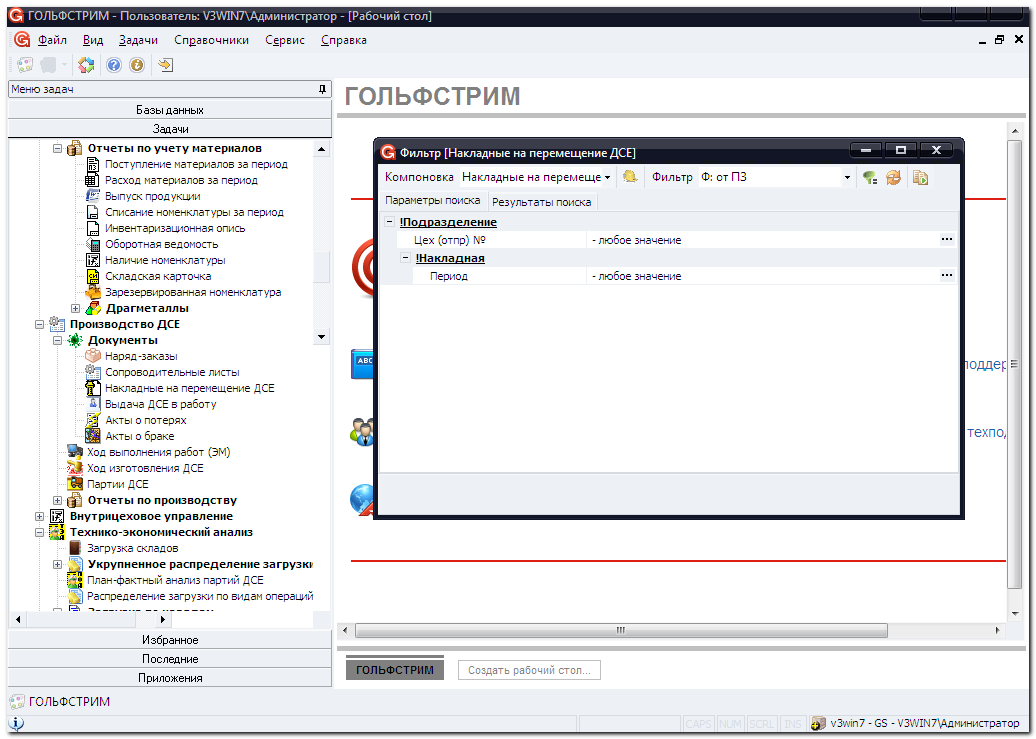 ГОЛЬФСТРИМ - Пользователь: V3WIN7\Администратор - [Рабочий стол]
Файл Вид Задачи Справочники Сервис Справка
Меню задач
Базы данных
Задачи
Отчеты по учету материалов
Поступление материалов за период
Расход материалов за период
Выпуск продукции
Списание номенклатуры за период
Инвентаризационная опись
Оборотная ведомость
Наличие номенклатуры
Складская карточка
Зарезервированная номенклатура
Драгметаллы
Производство ДСЕ
Документы
Наряд-заказы
Сопроводительные листы
Накладные на перемещение ДСЕ
Выдача ДСЕ в работу
Акты о потерях
Акты о браке
Ход выполнения работ (ЭМ)
Ход изготовления ДСЕ
Партии ДСЕ
Отчеты по производству
Внутрицеховое управление
Технико-экономический анализ
Загрузка складов
Укрупненное распределение загрузки
План-фактный анализ партий ДСЕ
Распределение загрузки по видам операций
Избранное
Последние
Приложения
ГОЛЬФСТРИМ
Фильтр [Накладные на перемещение ДСЕ]
Компоновка Накладные на перемеще Фильтр Ф: от ПЗ
Параметры поиска Результаты поиска
!Подразделение
Цех (отпр) № - любое значение
!Накладная
Период - любое значение
ABC
поддер
техпо
ГОЛЬФСТРИМ Создать рабочий стол...
ГОЛЬФСТРИМ
CAPS NUM SCRL INS v3win7 - GS - V3WIN7\Администратор